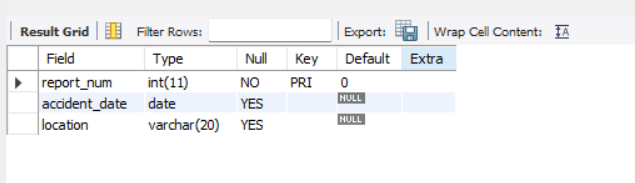 Result Grid Filter Rows: Export: Wrap Cell Content: IA
Field Type Null Key Default Extra
report_num int(11) NO PRI 0
accident_date date YES NULL
location varchar(20) YES NULL